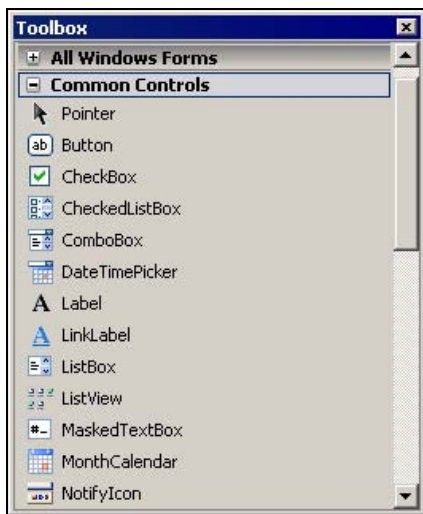 Toolbox
All Windows Forms
Common Controls
Pointer
ab Button
CheckBox
CheckedListBox
ComboBox
DateTimePicker
A Label
A LinkLabel
ListBox
ListView
#- MaskedTextBox
MonthCalendar
NotifyIcon